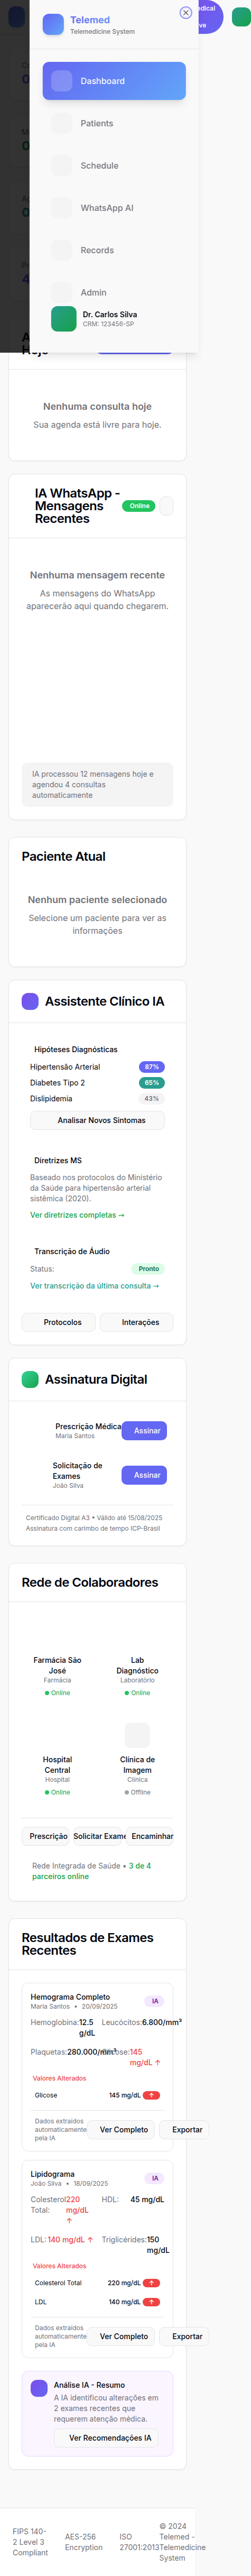 Telemed
Telemedicine System
Dashboard
Patients
Schedule
WhatsApp AI
Records
Admin
Dr. Carlos Silva
CRM: 123456-SP
Hoje
Nenhuma consulta hoje
Sua agenda está livre para hoje.
IA WhatsApp -
Mensagens
Recentes
Online
Nenhuma mensagem recente
As mensagens do WhatsApp
aparecerão aqui quando chegarem.
IA processou 12 mensagens hoje e
agendou 4 consultas
automaticamente
Paciente Atual
Nenhum paciente selecionado
Selecione um paciente para ver as
informações
Assistente Clínico IA
Hipóteses Diagnósticas
Hipertensão Arterial 87%
Diabetes Tipo 2 65%
Dislipidemia 43%
Analisar Novos Sintomas
Diretrizes MS
Baseado nos protocolos do Ministério
da Saúde para hipertensão arterial
sistêmica (2020).
Ver diretrizes completas →
Transcrição de Áudio
Status: Pronto
Ver transcrição da última consulta →
Protocolos Interações
Assinatura Digital
Prescrição Médica
Maria Santos
Assinar
Solicitação de
Exames
João Silva
Assinar
Certificado Digital A3 • Válido até 15/08/2025
Assinatura com carimbo de tempo ICP-Brasil
Rede de Colaboradores
Farmácia São
José
Farmácia
Online
Lab
Diagnóstico
Laboratório
Online
Hospital
Central
Hospital
Online
Clínica de
Imagem
Clínica
Offline
Prescrição Solicitar Exame Encaminhar
Rede Integrada de Saúde • 3 de 4
parceiros online
Resultados de Exames
Recentes
Hemograma Completo
Maria Santos • 20/09/2025
IA
Hemoglobina: 12.5
g/dL
Leucócitos: 6.800/mm³
Plaquetas: 280.000/mm³
145
mg/dL ↑
Valores Alterados
Glicose 145 mg/dL ↑
Dados extraídos
automaticamente
pela IA
Ver Completo
Exportar
Lipidograma
João Silva • 18/09/2025
IA
Colesterol
Total:
220
mg/dL
↑
HDL: 45 mg/dL
LDL: 140 mg/dL ↑
Triglicérides: 150
mg/dL
Valores Alterados
Colesterol Total 220 mg/dL ↑
LDL 140 mg/dL ↑
Dados extraídos
automaticamente
pela IA
Ver Completo
Exportar
Análise IA - Resumo
A IA identificou alterações em
2 exames recentes que
requerem atenção médica.
Ver Recomendações IA
FIPS 140-
2 Level 3
Compliant
AES-256
Encryption
ISO
27001:2013
© 2024
Telemed -
Telemedicine
System